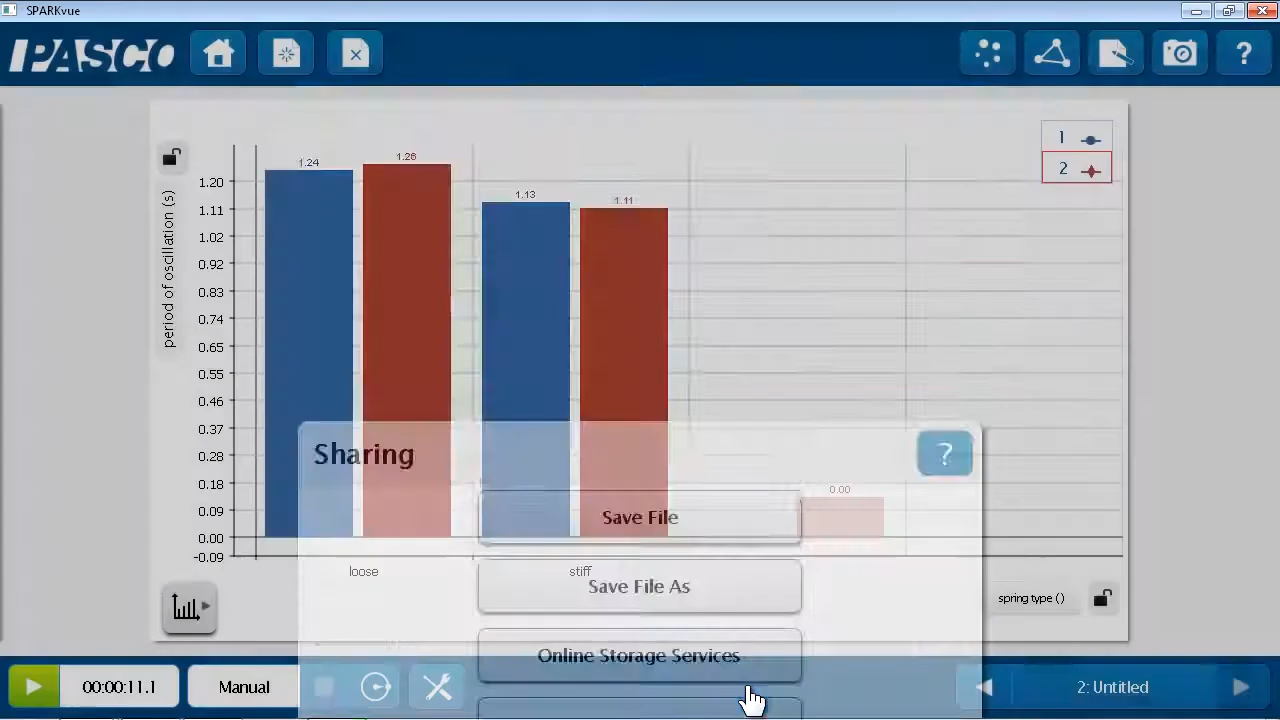 SPARKvue
PASCO
?
1
2
1.24
1.26
1.13
1.11
0.00
period of oscillation (s)
1.20
1.11
1.02
0.92
0.83
0.74
0.65
0.55
0.46
0.37
0.28
0.18
0.09
0.00
-0.09
loose
stiff
spring type ()
Sharing
?
Save File
Save File As
Online Storage Services
00:00:11.1
Manual
2: Untitled